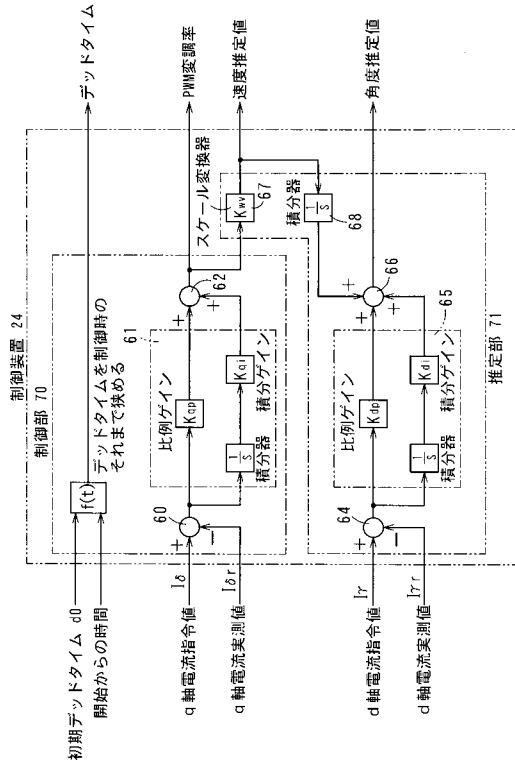 制御装置 24
制御部 70
初期デッドタイム d0
開始からの時間
f(t)
デッドタイムを制御時の
それまで狭める
デッドタイム
q軸電流指令値
Iδ
q軸電流実測値
Iδr
+
−
60
61
比例ゲイン
Kqp
1/S
積分器
Kqi
積分ゲイン
+
+
62
PWM変調率
スケール変換器
Kwv
67
速度推定値
積分器
1/S
68
d軸電流指令値
Iγ
d軸電流実測値
Iγr
+
−
64
比例ゲイン
Kdp
1/S
積分器
Kdi
積分ゲイン
65
+
+
+
66
角度推定値
推定部 71